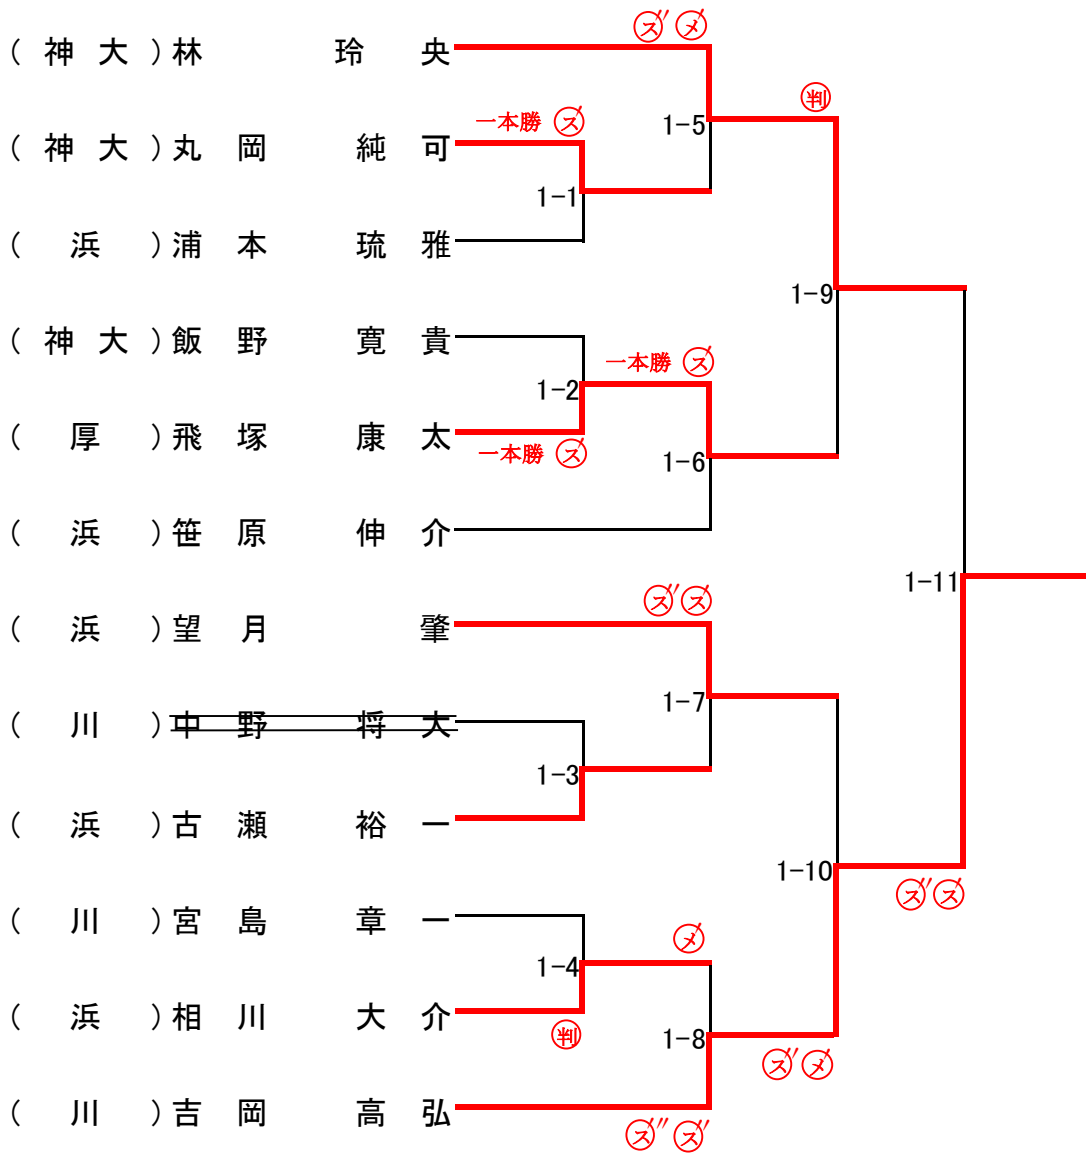 ズ メ
(神大)林 玲央
判
一本勝 ス
1-5
(神大)丸岡 純可
1-1
(浜)浦本 琉雅
1-9
(神大)飯野 寛貴
一本勝 ス
1-2
(厚)飛塚 康太
一本勝 ス
1-6
(浜)笹原 伸介
1-11
ズ ス
(浜)望月 肇
1-7
(川)中野 将大
1-3
(浜)古瀬 裕一
1-10
ズ ス
(川)宮島 章一
メ
1-4
(浜)相川 大介
判
1-8
ズ メ
(川)吉岡 高弘
ズ ズ